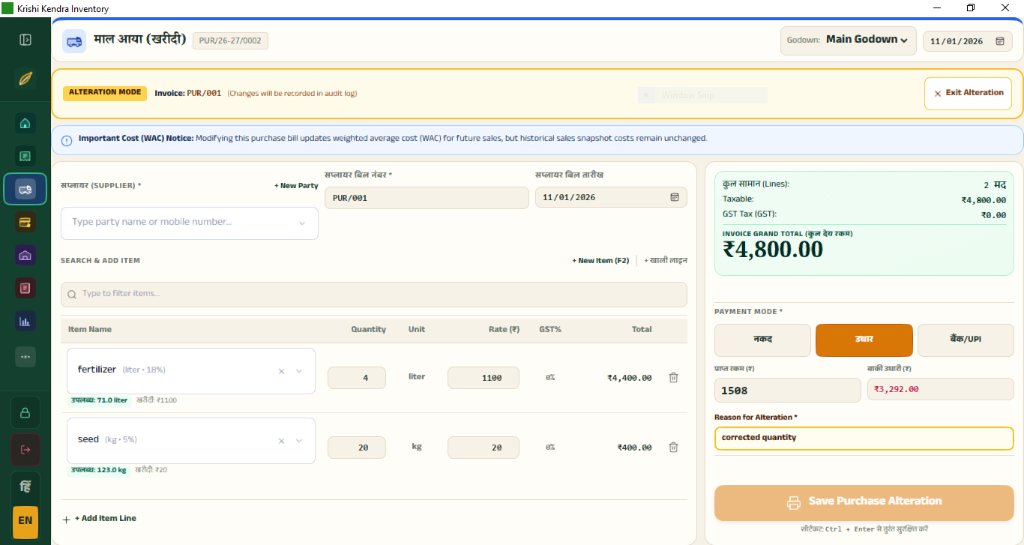 Krishi Kendra Inventory
माल आया (खरीदी) PUR/26-27/0002
Godown: Main Godown 11/01/2026
ALTERATION MODE Invoice: PUR/001 (Changes will be recorded in audit log)
Window Snip
Exit Alteration
Important Cost (WAC) Notice: Modifying this purchase bill updates weighted average cost (WAC) for future sales, but historical sales snapshot costs remain unchanged.
सप्लायर (SUPPLIER) * + New Party
Type party name or mobile number...
सप्लायर बिल नंबर *
PUR/001
सप्लायर बिल तारीख
11/01/2026
SEARCH & ADD ITEM + New Item (F2) + खाली लाइन
Type to filter items...
Item Name Quantity Unit Rate (₹) GST% Total
fertilizer (liter • 18%) 4 liter 1100 0% ₹4,400.00
उपलब्ध: 71.0 liter खरीदी: ₹1100
seed (kg • 5%) 20 kg 20 0% ₹400.00
उपलब्ध: 123.0 kg खरीदी: ₹20
+ + Add Item Line
कुल सामान (Lines): 2 मद
Taxable: ₹4,800.00
GST Tax (GST): ₹0.00
INVOICE GRAND TOTAL (कुल देय रकम)
₹4,800.00
PAYMENT MODE *
नकद उधार बैंक/UPI
प्राप्त रकम (₹) बाकी उधारी (₹)
1508 ₹3,292.00
Reason for Alteration *
corrected quantity
Save Purchase Alteration
शॉर्टकट: Ctrl + Enter से तुरंत सुरक्षित करें
हिं
EN